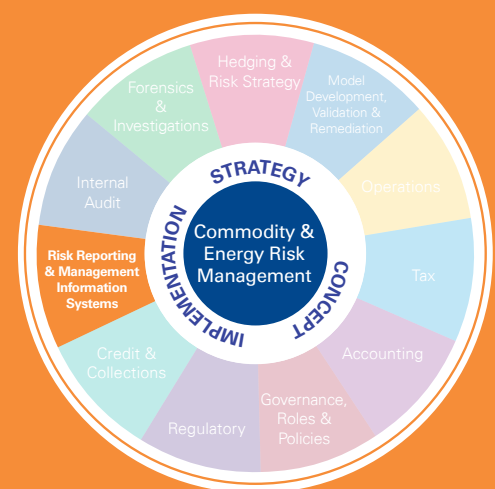 Hedging &
Risk Strategy
Model
Development,
Validation &
Remediation
Operations
Tax
Accounting
Governance,
Roles &
Policies
Regulatory
Credit &
Collections
Risk Reporting
& Management
Information
Systems
Internal
Audit
Forensics
&
Investigations
STRATEGY
CONCEPT
IMPLEMENTATION
Commodity &
Energy Risk
Management